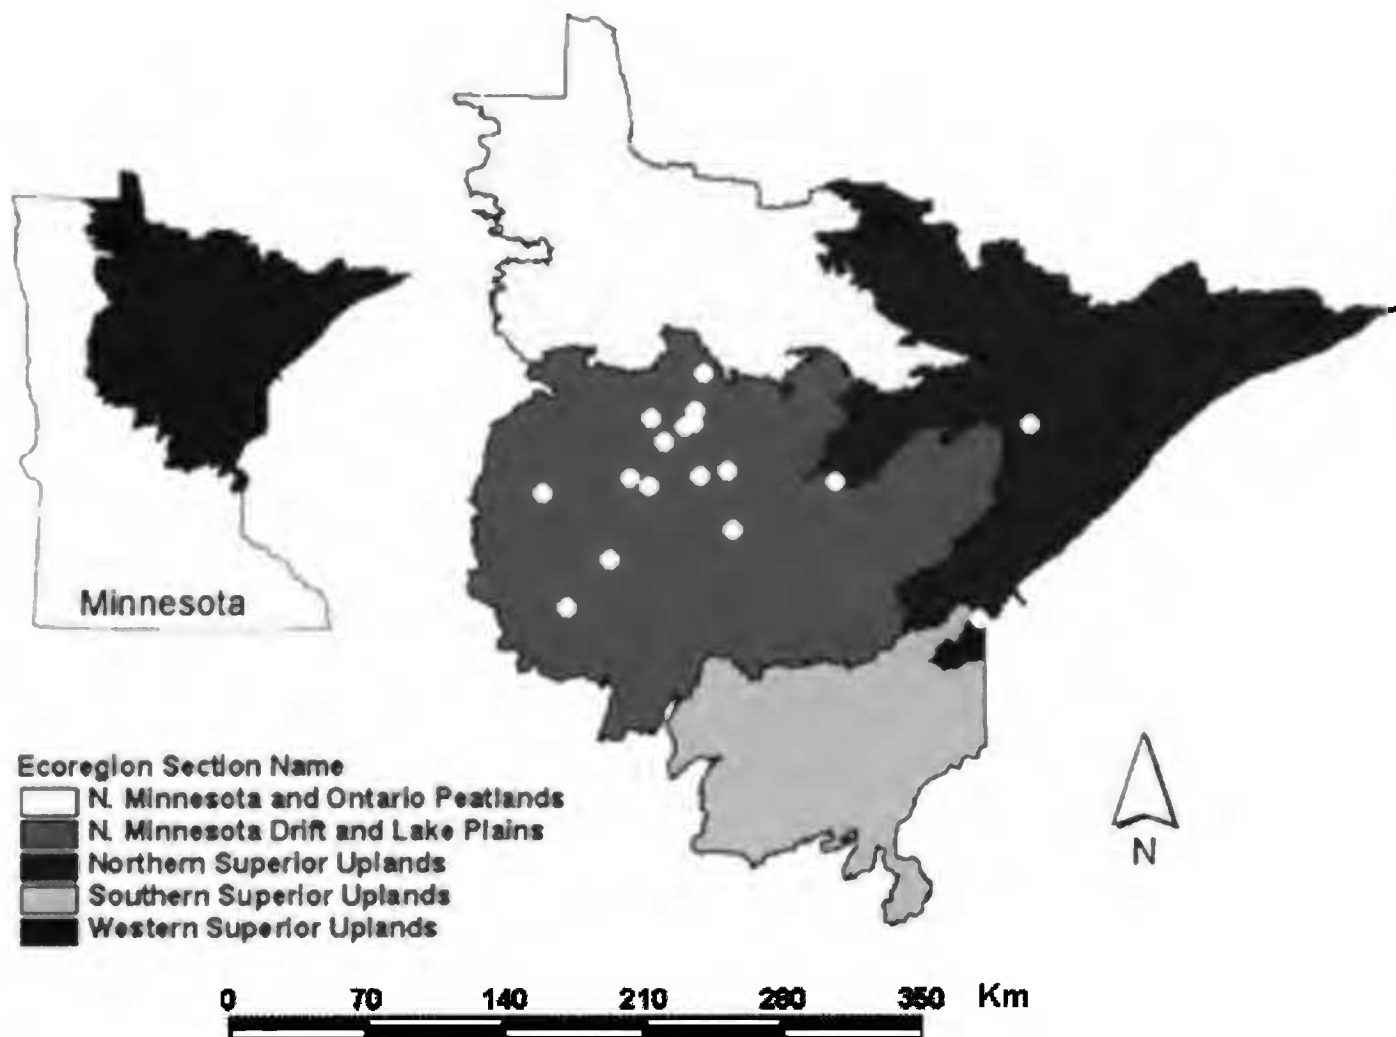 Minnesota
Ecoregion Section Name
N. Minnesota and Ontario Peatlands
N. Minnesota Drift and Lake Plains
Northern Superior Uplands
Southern Superior Uplands
Western Superior Uplands
N
0 70 140 210 280 350 Km